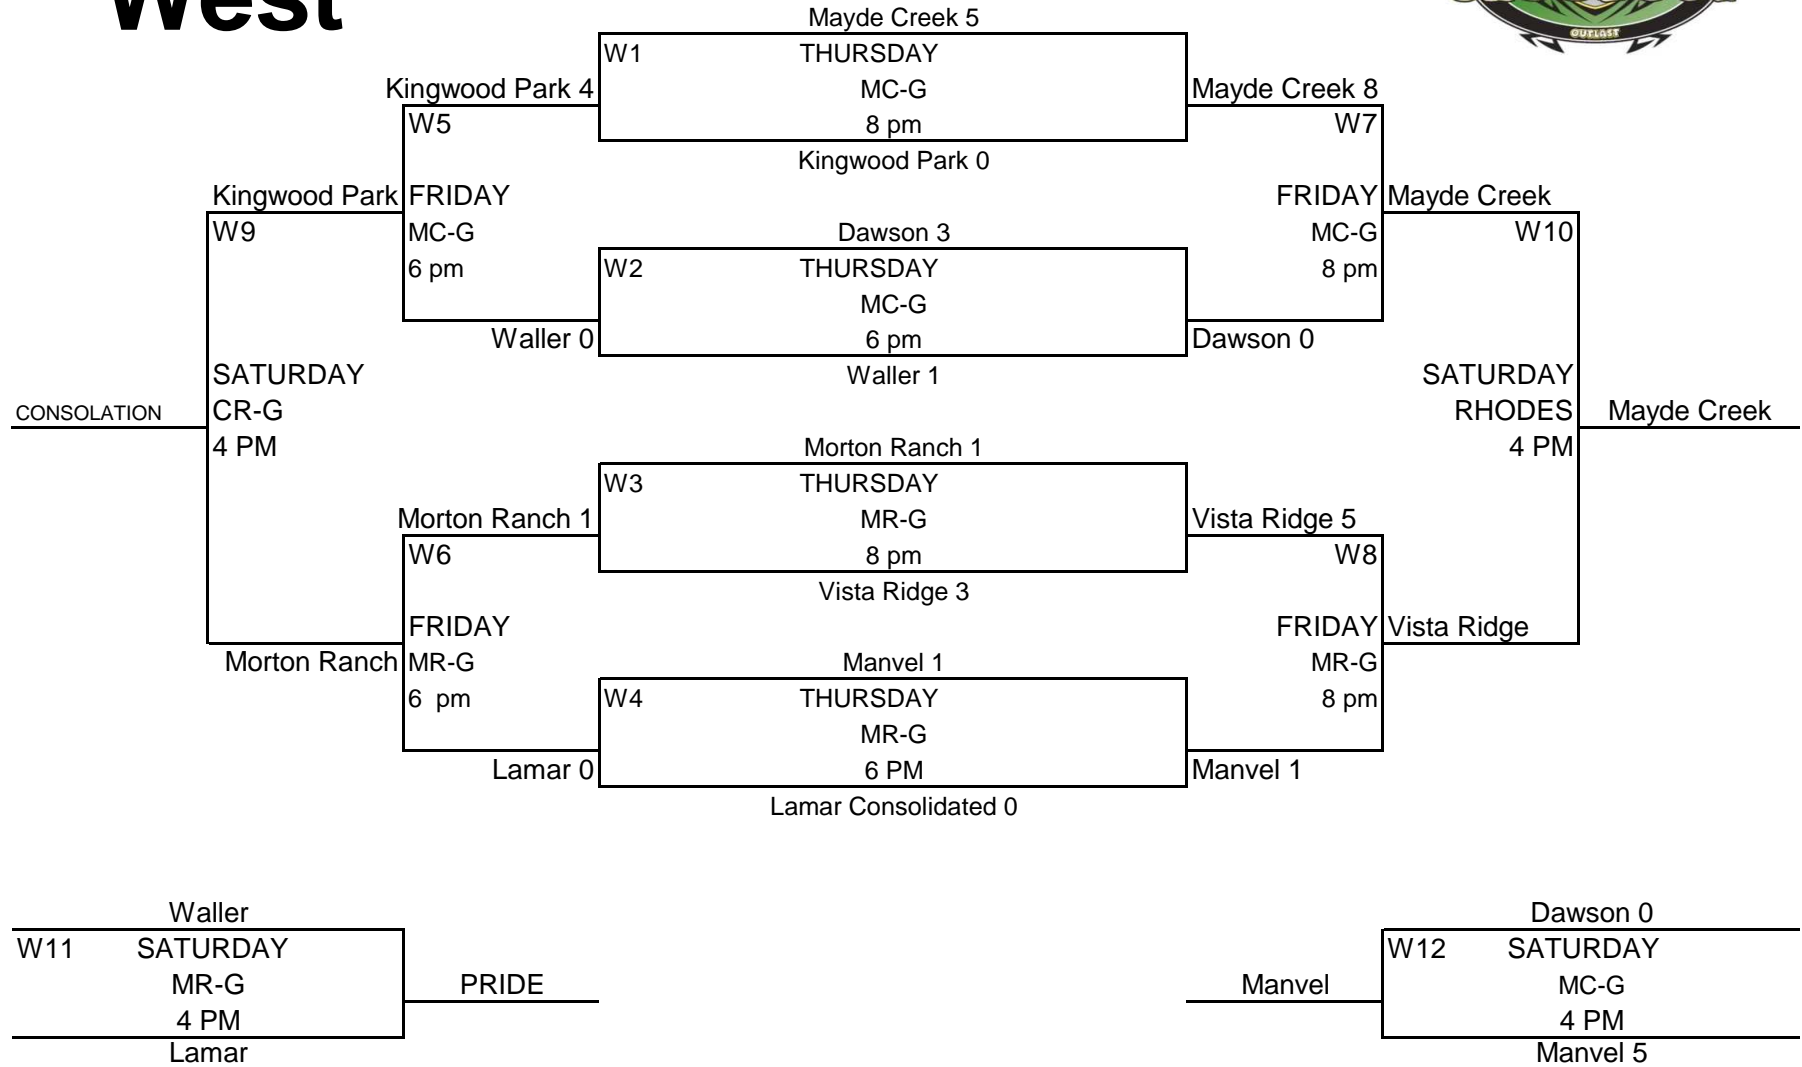 West
OUTLAST
Mayde Creek 5
W1 THURSDAY
Kingwood Park 4 MC-G Mayde Creek 8
W5 8 pm W7
Kingwood Park 0
Kingwood Park FRIDAY FRIDAY Mayde Creek
W9 MC-G Dawson 3 MC-G W10
6 pm W2 THURSDAY 8 pm
MC-G
Waller 0 6 pm Dawson 0
SATURDAY Waller 1 SATURDAY
CONSOLATION CR-G RHODES Mayde Creek
4 PM Morton Ranch 1 4 PM
W3 THURSDAY
Morton Ranch 1 MR-G Vista Ridge 5
W6 8 pm W8
Vista Ridge 3
FRIDAY FRIDAY Vista Ridge
Morton Ranch MR-G Manvel 1 MR-G
6 pm W4 THURSDAY 8 pm
MR-G
Lamar 0 6 PM Manvel 1
Lamar Consolidated 0
Waller Dawson 0
W11 SATURDAY W12 SATURDAY
MR-G PRIDE Manvel MC-G
4 PM 4 PM
Lamar Manvel 5